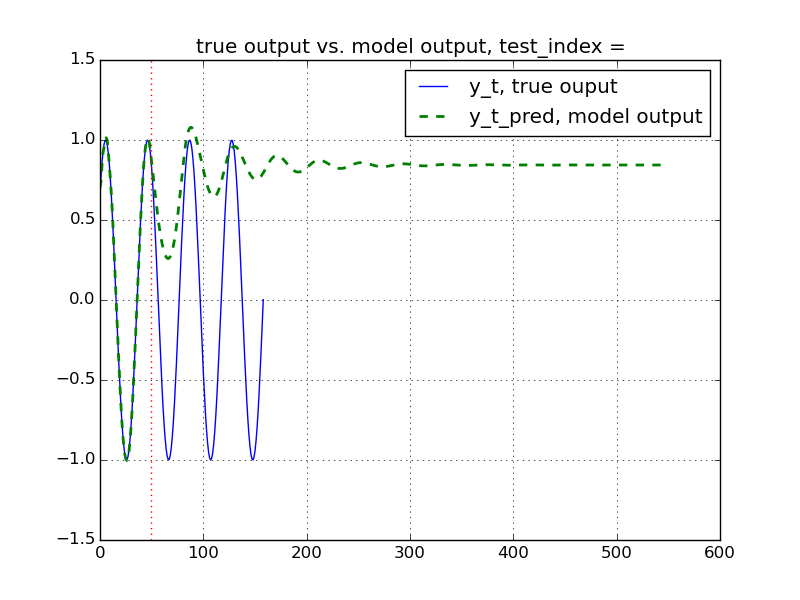 true output vs. model output, test_index =
y_t, true ouput
y_t_pred, model output
1.5
1.0
0.5
0.0
−0.5
−1.0
−1.5
0 100 200 300 400 500 600